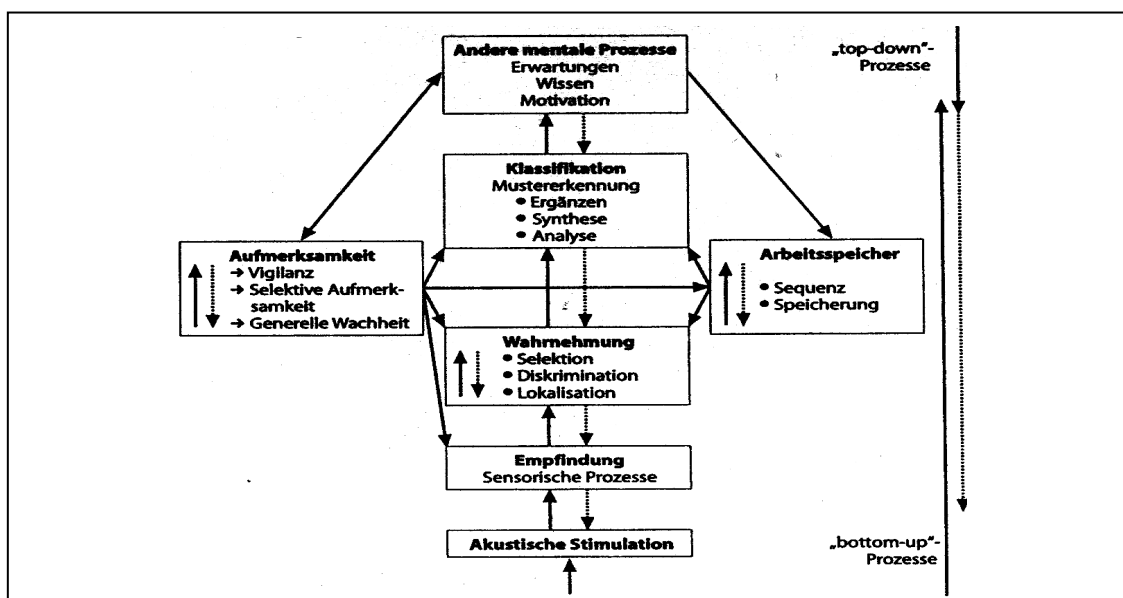 Andere mentale Prozesse
Erwartungen
Wissen
Motivation
„top-down“-
Prozesse
Klassifikation
Mustererkennung
● Ergänzen
● Synthese
● Analyse
Aufmerksamkeit
→ Vigilanz
→ Selektive Aufmerk-
samkeit
→ Generelle Wachheit
Arbeitsspeicher
● Sequenz
● Speicherung
Wahrnehmung
● Selektion
● Diskrimination
● Lokalisation
Empfindung
Sensorische Prozesse
Akustische Stimulation
„bottom-up“-
Prozesse